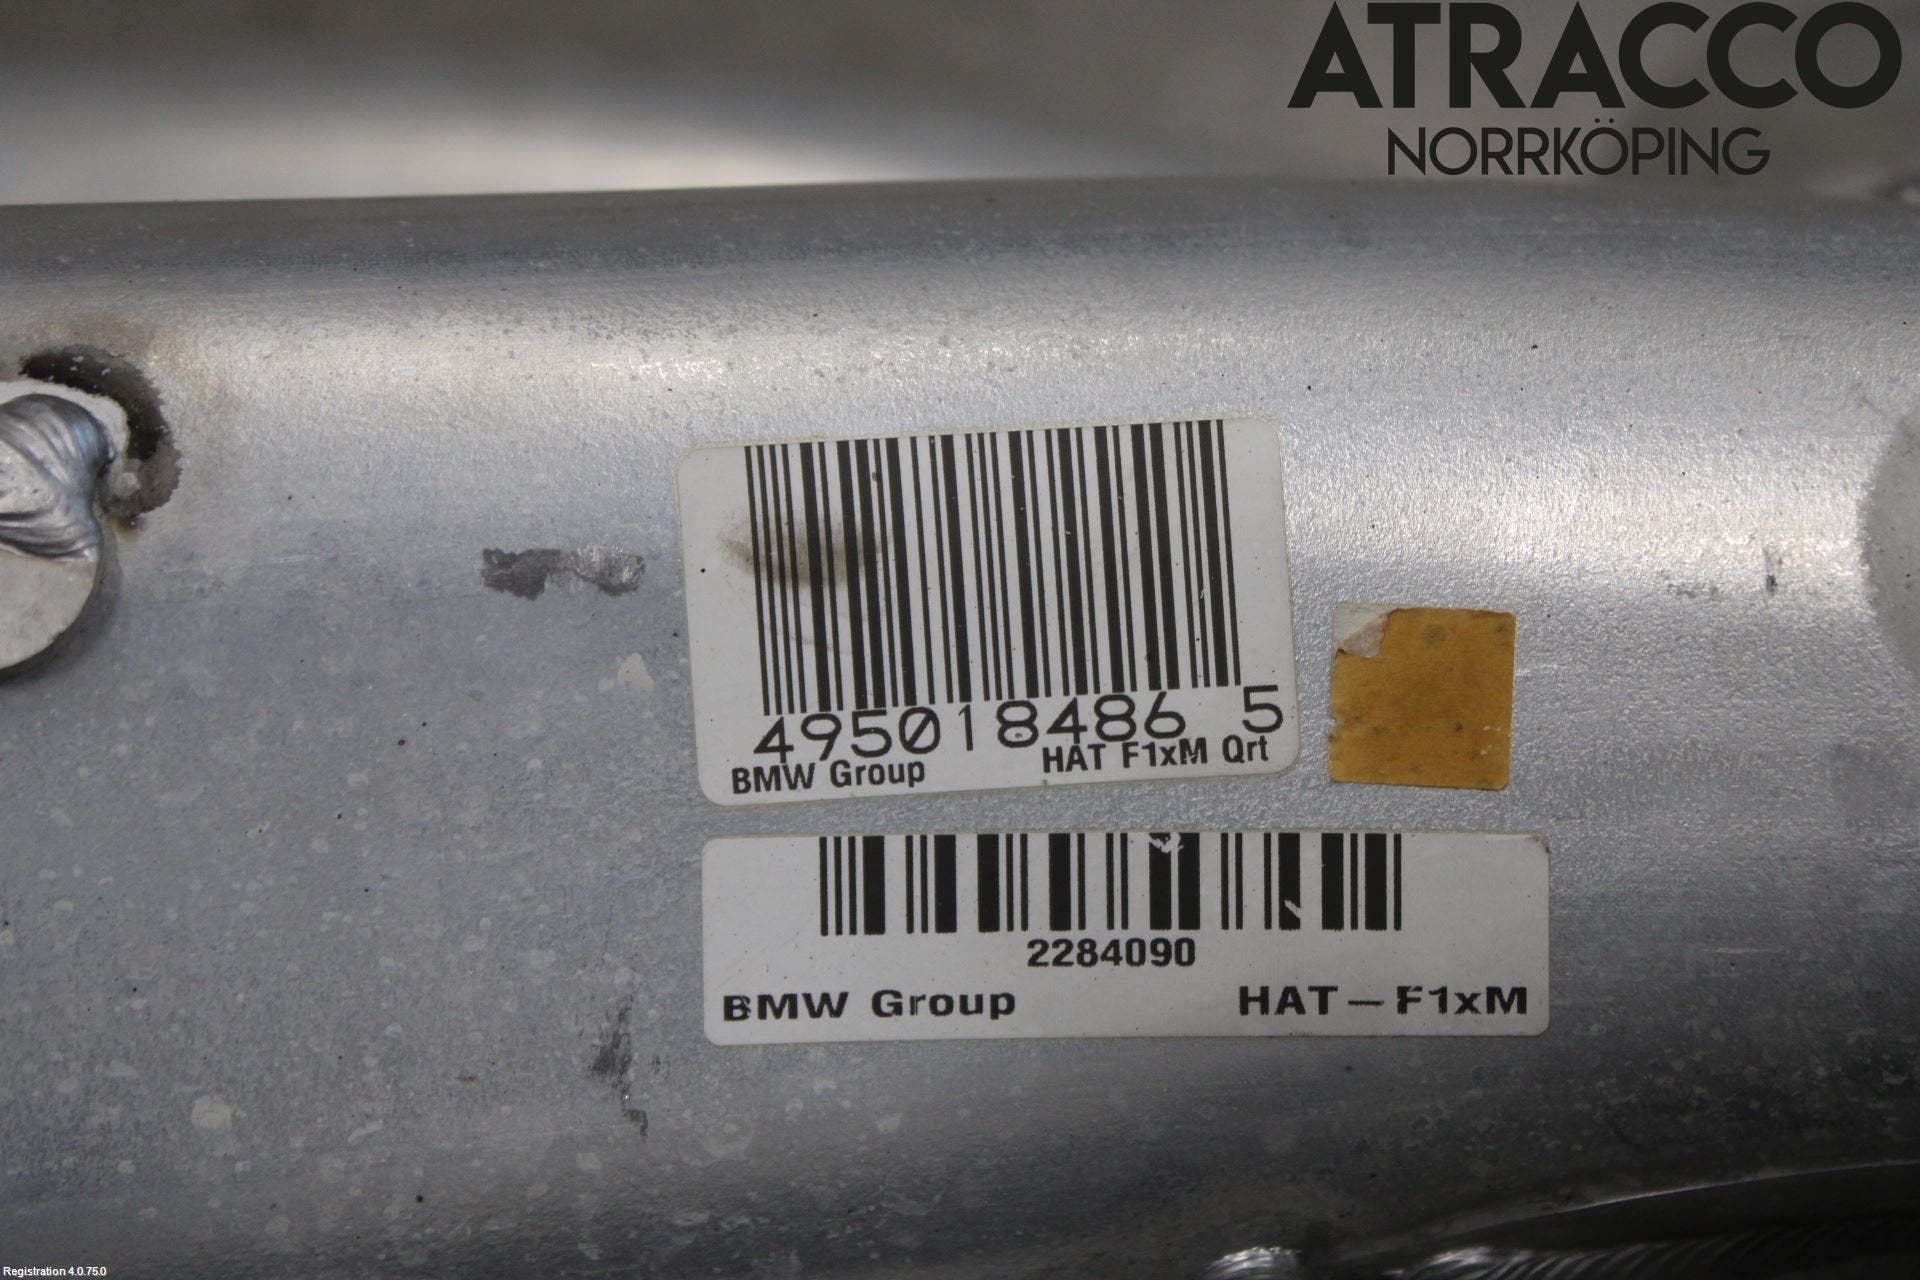 ATRACCO
NORRKÖPING
495018486 5
BMW Group HAT F1xM Qrt
2284090
BMW Group HAT-F1xM
Registration 4.0.75.0